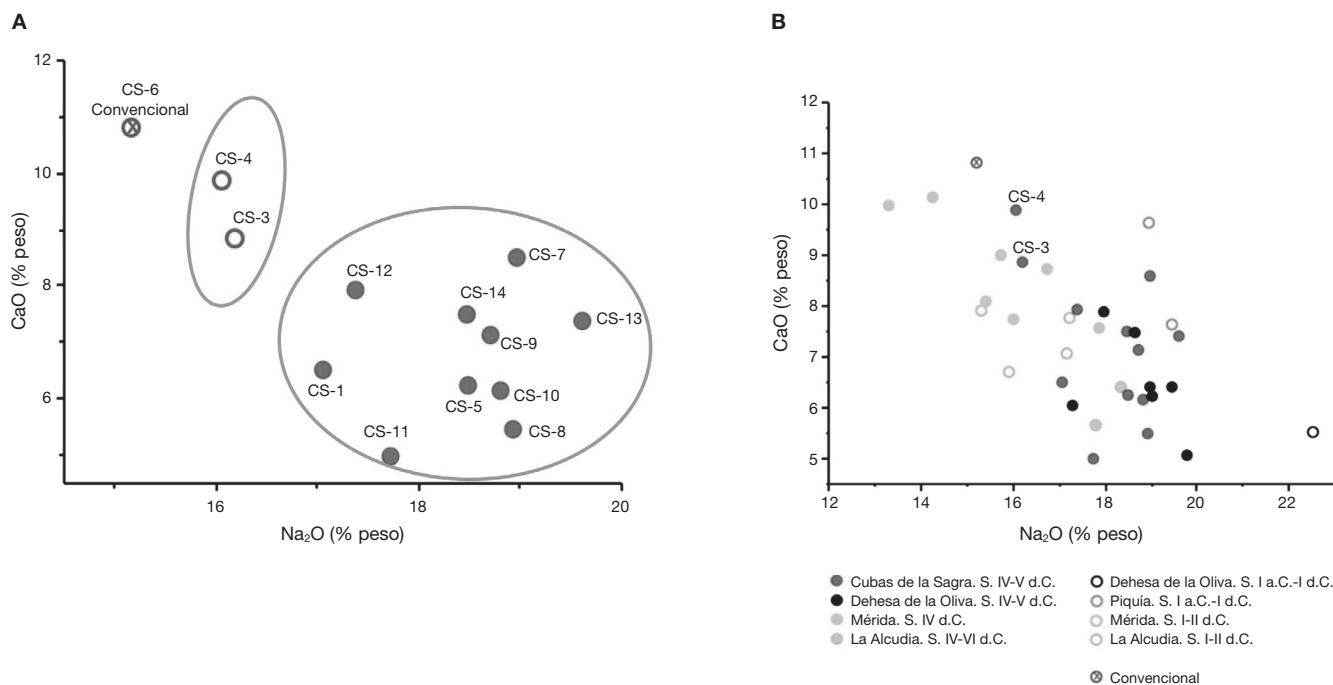 A
12
10
8
6
16
18
20
CaO (% peso)
Na₂O (% peso)
CS-6
Convencional
CS-4
CS-3
CS-7
CS-12
CS-14
CS-13
CS-9
CS-1
CS-5
CS-10
CS-8
CS-11
B
12
11
10
9
8
7
6
5
12
14
16
18
20
22
CaO (% peso)
Na₂O (% peso)
CS-4
CS-3
Cubas de la Sagra. S. IV-V d.C.
Dehesa de la Oliva. S. IV-V d.C.
Mérida. S. IV d.C.
La Alcudia. S. IV-VI d.C.
Dehesa de la Oliva. S. I a.C.-I d.C.
Piquía. S. I a.C.-I d.C.
Mérida. S. I-II d.C.
La Alcudia. S. I-II d.C.
Convencional